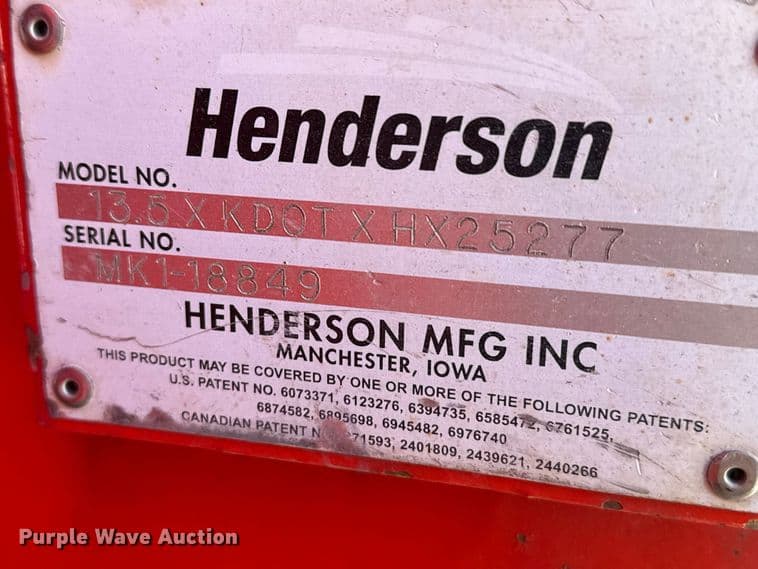 Henderson
MODEL NO.
13.5 X KDOT X HX25277
SERIAL NO.
MK1-18849
HENDERSON MFG INC
MANCHESTER, IOWA
THIS PRODUCT MAY BE COVERED BY ONE OR MORE OF THE FOLLOWING PATENTS:
U.S. PATENT NO. 6073371, 6123276, 6394735, 6585472, 6761525,
6874582, 6895698, 6945482, 6976740
CANADIAN PATENT 2401809, 2439621, 2440266
Purple Wave Auction